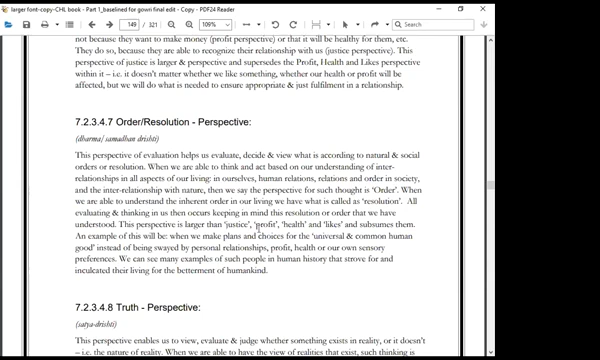 larger font-copy-CHL book - Part 1_baselined for gowri final edit - Copy - PDF24 Reader
149 / 321
109%
not because they want to make money (profit perspective) or that it will be healthy for them, etc.
They do so, because they are able to recognize their relationship with us (justice perspective). This
perspective of justice is larger & perspective and supersedes the Profit, Health and Likes perspective
within it – i.e. it doesn't matter whether we like something, whether our health or profit will be
affected, but we will do what is needed to ensure appropriate & just fulfilment in a relationship.
7.2.3.4.7 Order/Resolution - Perspective:
(dharma/ samadhan drishti)
This perspective of evaluation helps us evaluate, decide & view what is according to natural & social
orders or resolution. When we are able to think and act based on our understanding of inter-
relationships in all aspects of our living: in ourselves, human relations, relations and order in society,
and the inter-relationship with nature, then we say the perspective for such thought is 'Order'. When
we are able to understand the inherent order in our living we have what is called as 'resolution'. All
evaluating & thinking in us then occurs keeping in mind this resolution or order that we have
understood. This perspective is larger than 'justice', 'profit', 'health' and 'likes' and subsumes them.
An example of this will be: when we make plans and choices for the 'universal & common human
good' instead of being swayed by personal relationships, profit, health or our own sensory
preferences. We can see many examples of such people in human history that strove for and
inculcated their living for the betterment of humankind.
7.2.3.4.8 Truth - Perspective:
(satya-drishti)
This perspective enables us to view, evaluate & judge whether something exists in reality, or it doesn't
– i.e. the nature of reality. When we are able to have the view of realities that exist, such thinking is